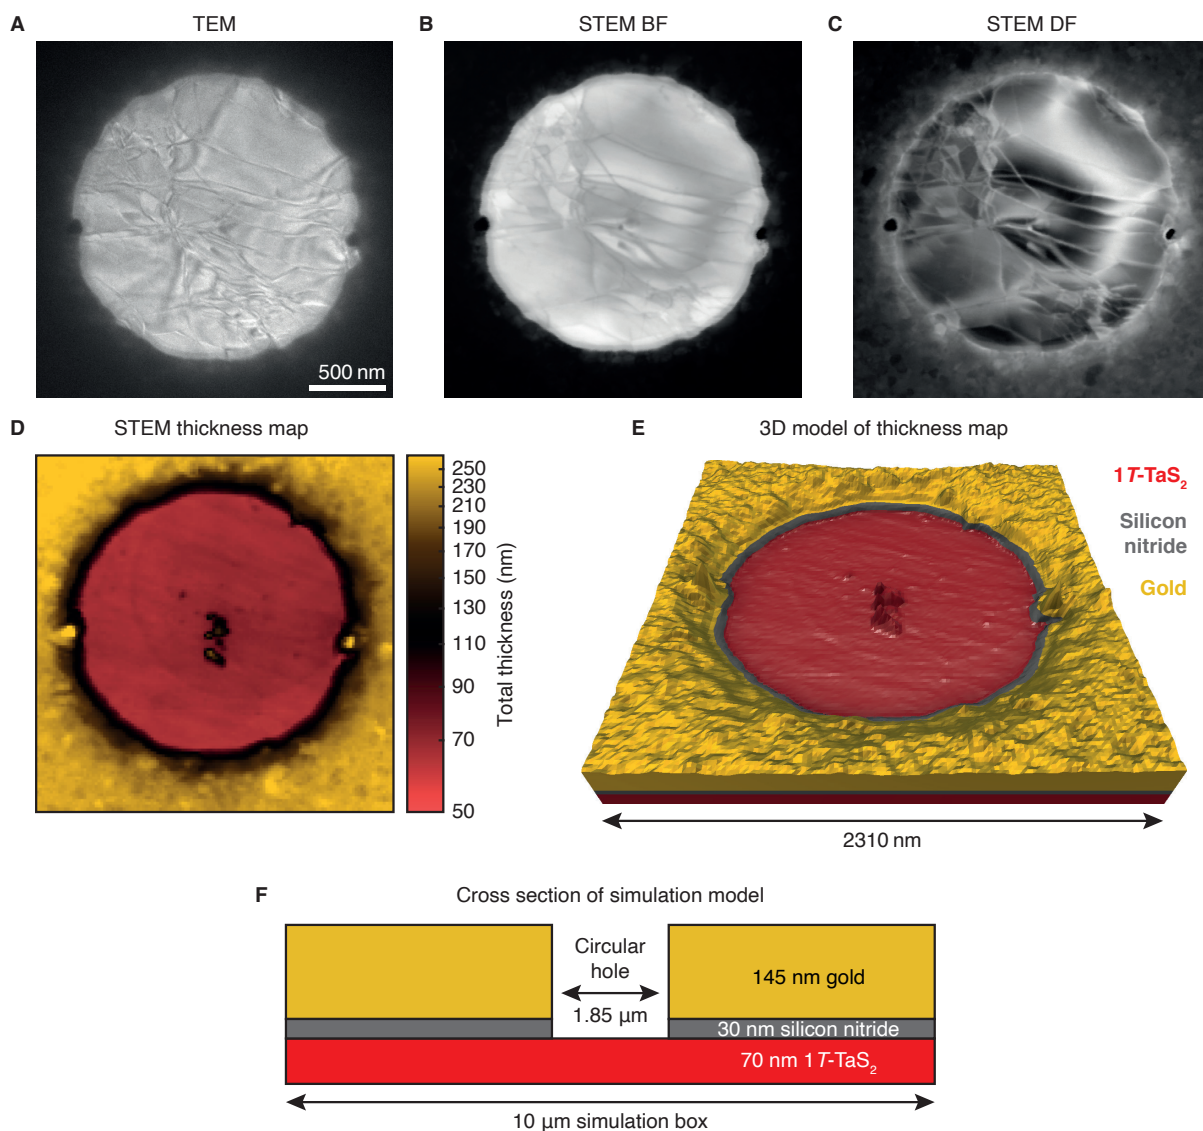 A TEM
B STEM BF
C STEM DF
500 nm
D STEM thickness map
250
230
210
190
170
150
130
110
90
70
50
Total thickness (nm)
E 3D model of thickness map
1T-TaS2
Silicon
nitride
Gold
2310 nm
F Cross section of simulation model
Circular
hole
1.85 µm
145 nm gold
30 nm silicon nitride
70 nm 1T-TaS2
10 µm simulation box